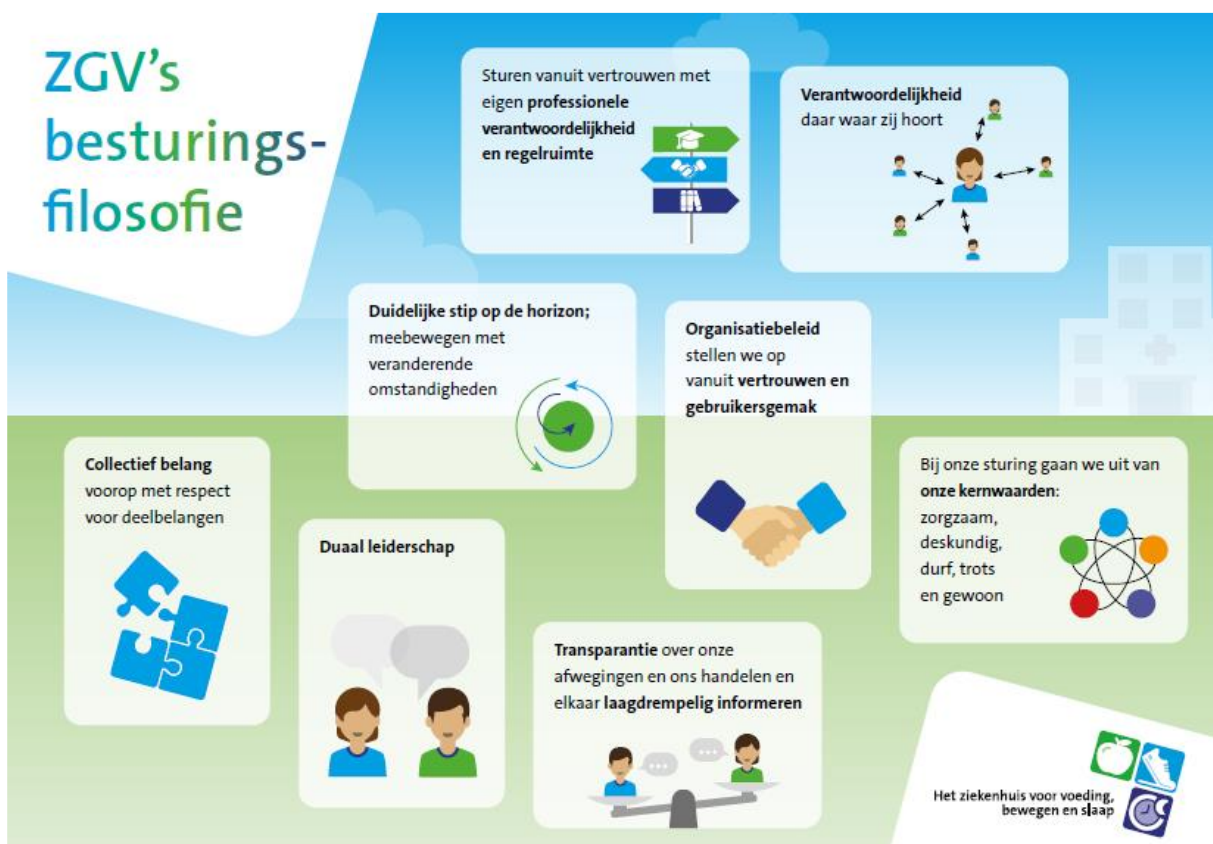 ZGV's
besturings-
filosofie
Sturen vanuit vertrouwen met
eigen professionele
verantwoordelijkheid
en regelruimte
Verantwoordelijkheid
daar waar zij hoort
Duidelijke stip op de horizon;
meebewegen met
veranderende
omstandigheden
Organisatiebeleid
stellen we op
vanuit vertrouwen en
gebruikersgemak
Collectief belang
voorop met respect
voor deelbelangen
Duaal leiderschap
Bij onze sturing gaan we uit van
onze kernwaarden:
zorgzaam,
deskundig,
durf, trots
en gewoon
Transparantie over onze
afwegingen en ons handelen en
elkaar laagdrempelig informeren
Het ziekenhuis voor voeding,
bewegen en slaap